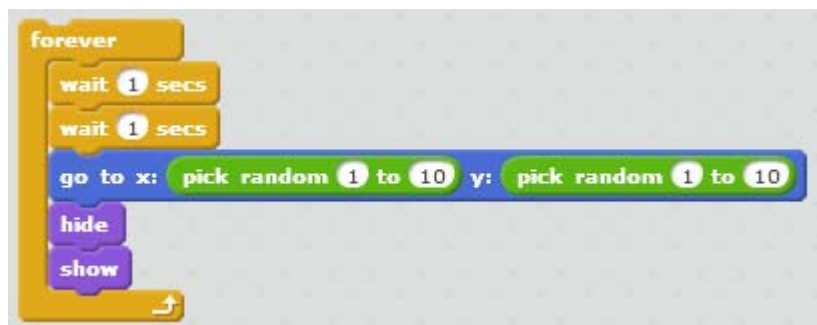 forever
wait 1 secs
wait 1 secs
go to x: pick random 1 to 10 y: pick random 1 to 10
hide
show